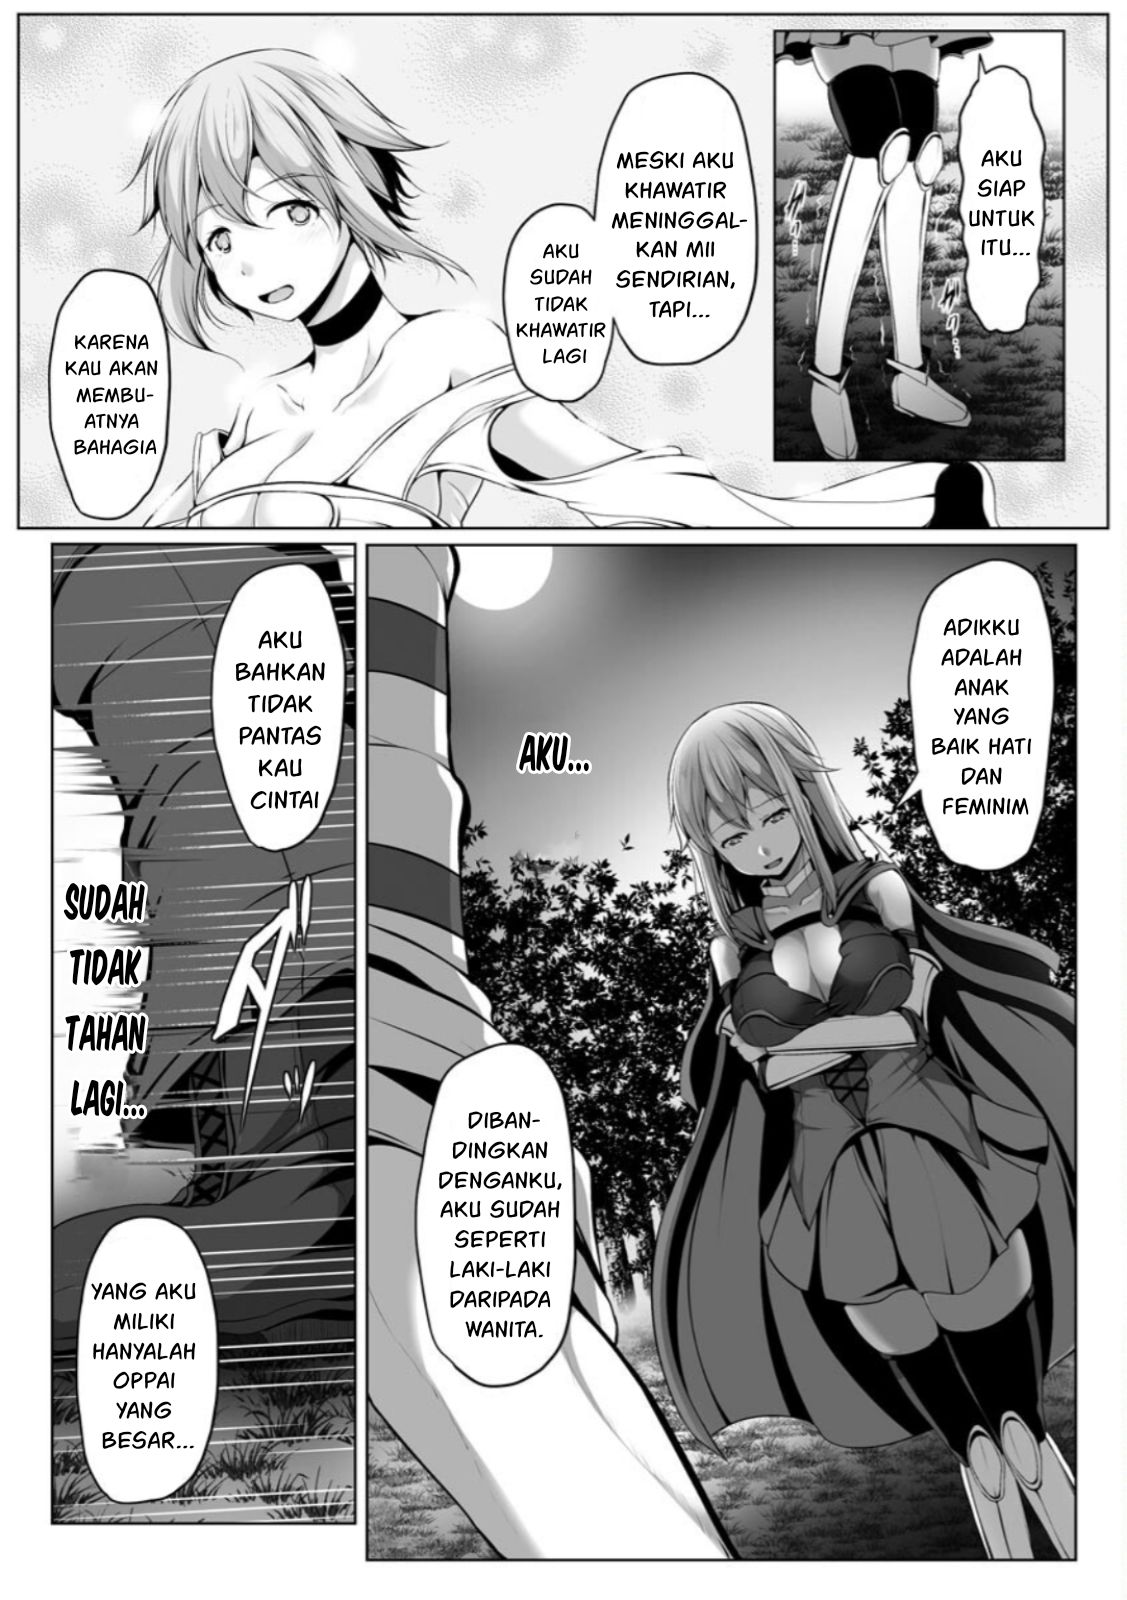 AKU
SIAP
UNTUK
ITU...
MESKI AKU
KHAWATIR
MENINGGAL-
KAN MII
SENDIRIAN,
TAPI...
AKU
SUDAH
TIDAK
KHAWATIR
LAGI
KARENA
KAU AKAN
MEMBU-
ATNYA
BAHAGIA
ADIKKU
ADALAH
ANAK
YANG
BAIK HATI
DAN
FEMINIM
AKU...
DIBAN-
DINGKAN
DENGANKU,
AKU SUDAH
SEPERTI
LAKI-LAKI
DARIPADA
WANITA.
AKU
BAHKAN
TIDAK
PANTAS
KAU
CINTAI
SUDAH
TIDAK
TAHAN
LAGI...
YANG AKU
MILIKI
HANYALAH
OPPAI
YANG
BESAR...